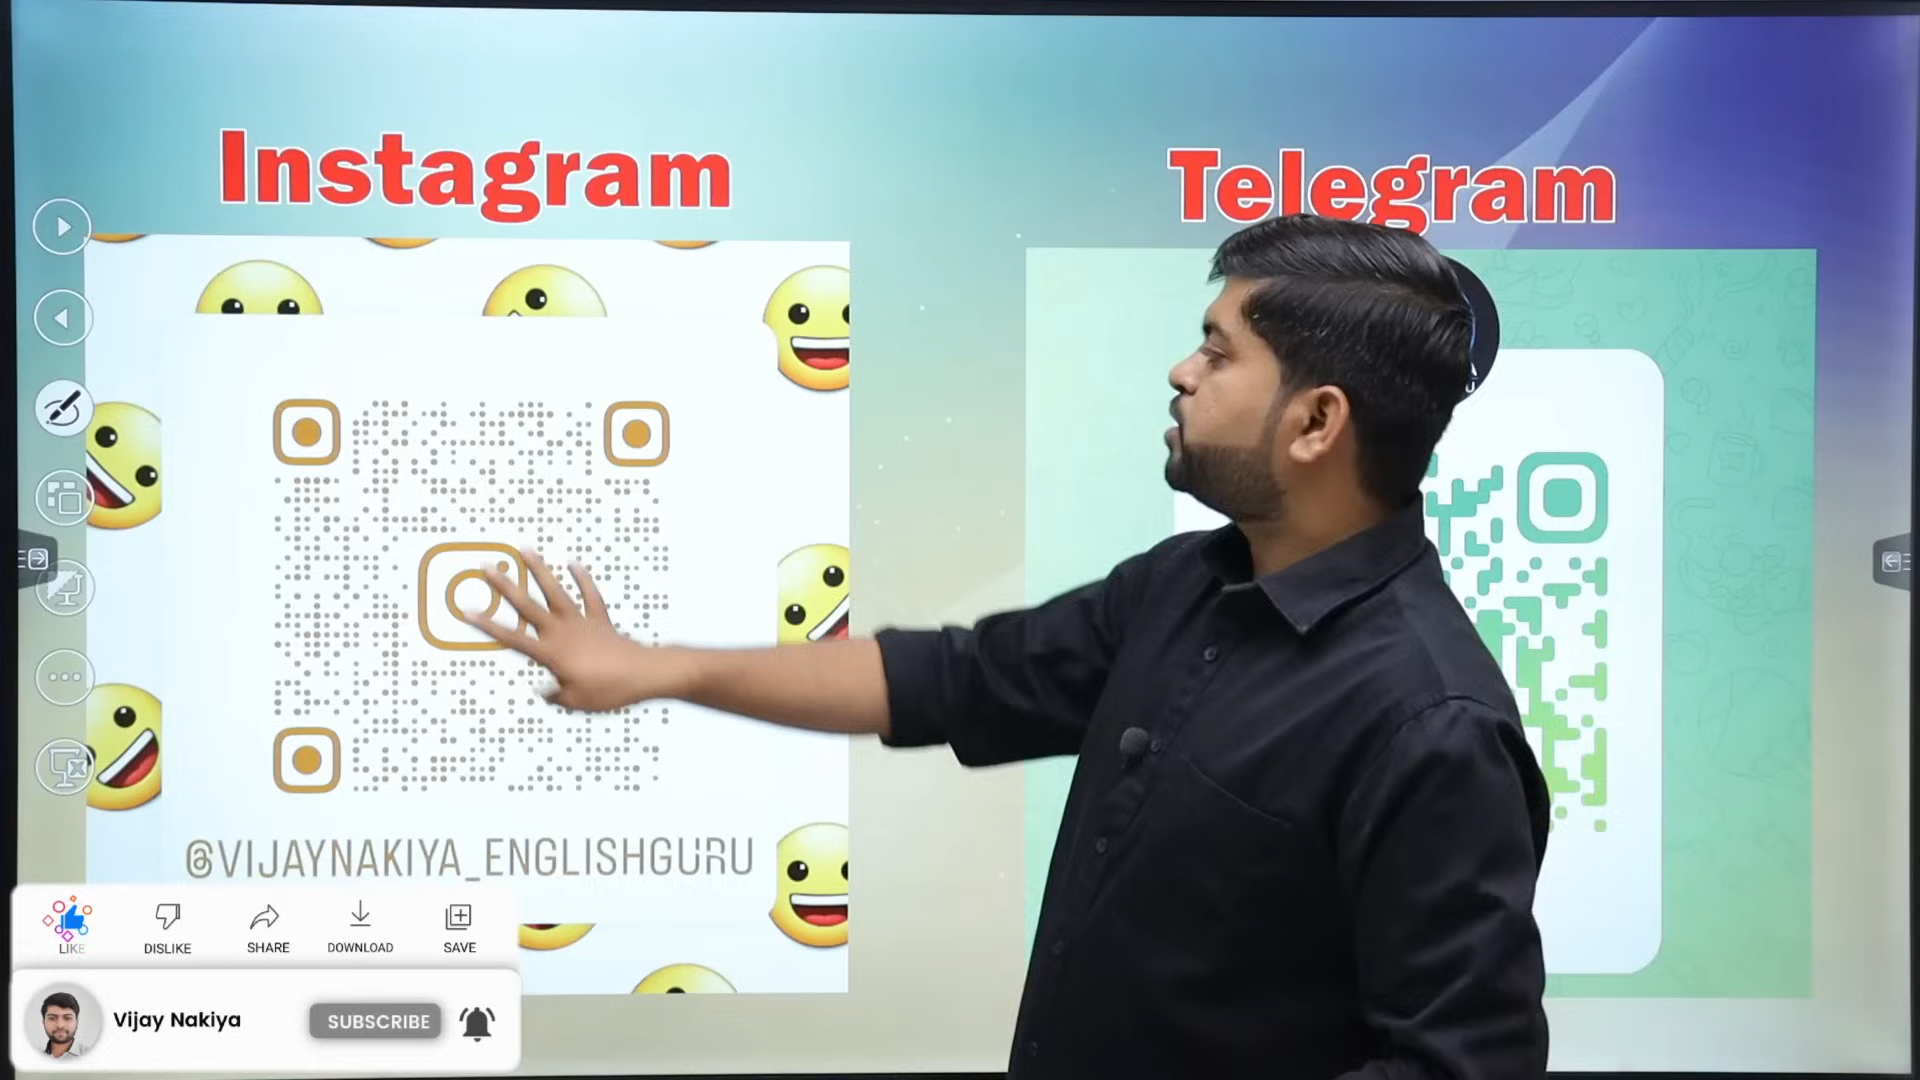 Instagram
Telegram
@VIJAYNAKIYA_ENGLISHGURU
LIKE
DISLIKE
SHARE
DOWNLOAD
SAVE
Vijay Nakiya
SUBSCRIBE